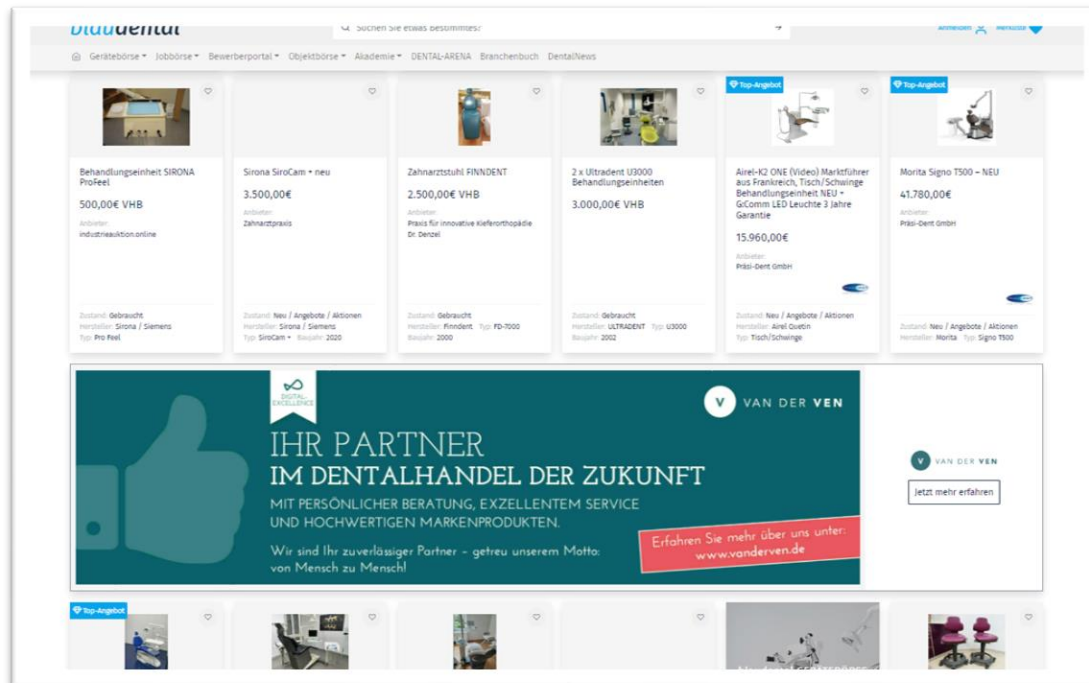 blaudental
Suchen Sie etwas Bestimmtes?
Anmelden
Merkliste
Gerätebörse Jobbörse Bewerberportal Objektbörse Akademie DENTAL-ARENA Branchenbuch DentalNews
Behandlungseinheit SIRONA
ProFeel
500,00€ VHB
Anbieter:
industrieauktion.online
Zustand: Gebraucht
Hersteller: Sirona / Siemens
Typ: Pro Feel
Sirona SiroCam + neu
3.500,00€
Anbieter:
Zahnarztpraxis
Zustand: Neu / Angebote / Aktionen
Hersteller: Sirona / Siemens
Typ: SiroCam + Baujahr: 2020
Zahnarztstuhl FINNDENT
2.500,00€ VHB
Anbieter:
Praxis für innovative Kieferorthopädie
Dr. Denzel
Zustand: Gebraucht
Hersteller: Finndent Typ: FD-7000
Baujahr: 2000
2 x Ultradent U3000
Behandlungseinheiten
3.000,00€ VHB
Zustand: Gebraucht
Hersteller: ULTRADENT Typ: U3000
Baujahr: 2002
Top-Angebot
Airel-K2 ONE (Video) Marktführer
aus Frankreich, Tisch/Schwinge
Behandlungseinheit NEU +
G:Comm LED Leuchte 3 Jahre
Garantie
15.960,00€
Anbieter:
Präsi-Dent GmbH
Zustand: Neu / Angebote / Aktionen
Hersteller: Airel Quetin
Typ: Tisch/Schwinge
Top-Angebot
Morita Signo T500 – NEU
41.780,00€
Anbieter:
Präsi-Dent GmbH
Zustand: Neu / Angebote / Aktionen
Hersteller: Morita Typ: Signo T500
DIGITAL-
EXCELLENCE
V VAN DER VEN
IHR PARTNER
IM DENTALHANDEL DER ZUKUNFT
MIT PERSÖNLICHER BERATUNG, EXZELLENTEM SERVICE
UND HOCHWERTIGEN MARKENPRODUKTEN.
Wir sind Ihr zuverlässiger Partner – getreu unserem Motto:
von Mensch zu Mensch!
Erfahren Sie mehr über uns unter:
www.vanderven.de
V VAN DER VEN
Jetzt mehr erfahren
Top-Angebot